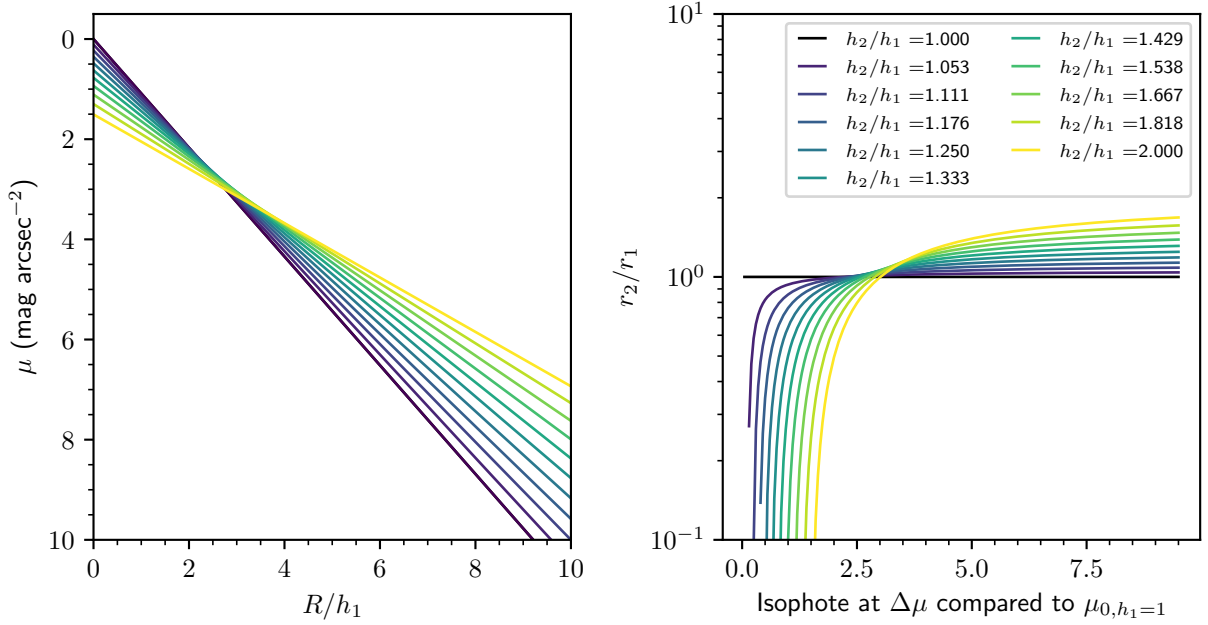 0
2
4
6
8
10
μ (mag arcsec⁻²)
0 2 4 6 8 10
R/h₁
10¹
10⁰
10⁻¹
r₂/r₁
h₂/h₁ =1.000
h₂/h₁ =1.053
h₂/h₁ =1.111
h₂/h₁ =1.176
h₂/h₁ =1.250
h₂/h₁ =1.333
h₂/h₁ =1.429
h₂/h₁ =1.538
h₂/h₁ =1.667
h₂/h₁ =1.818
h₂/h₁ =2.000
0.0 2.5 5.0 7.5
Isophote at Δμ compared to μ₀,ₕ₁₌₁